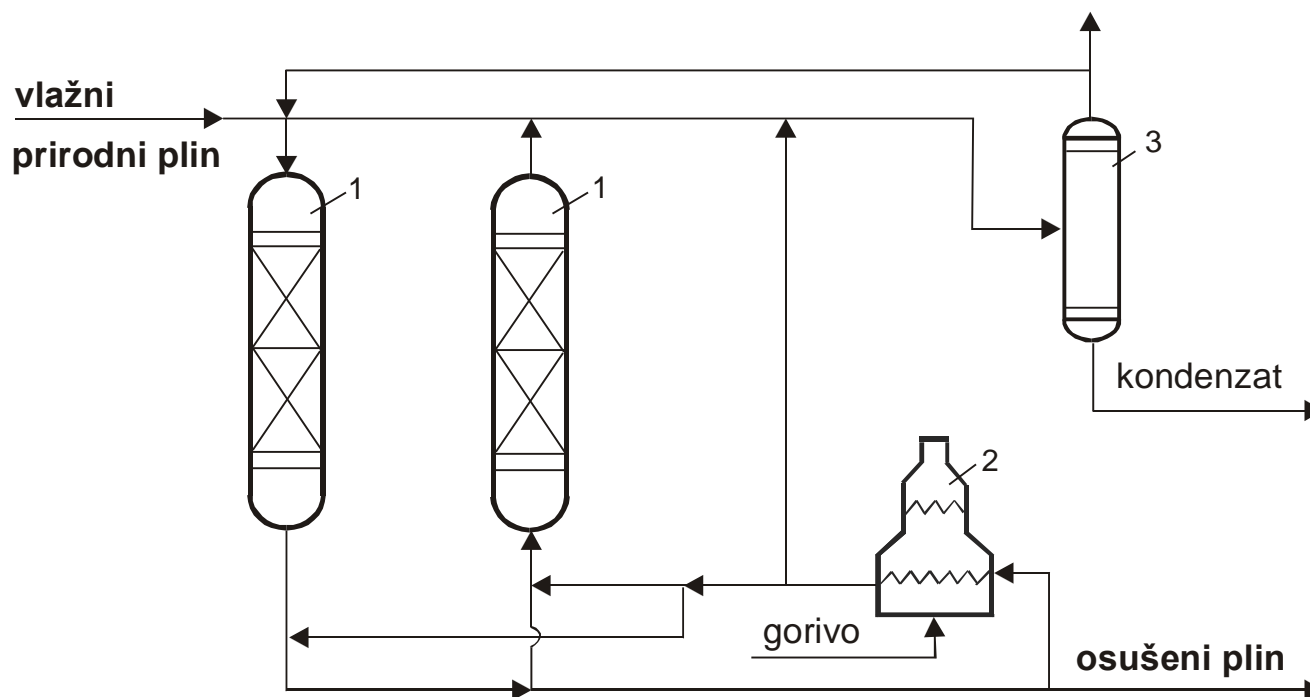 vlažni
prirodni plin
1
1
3
kondenzat
2
gorivo
osušeni plin